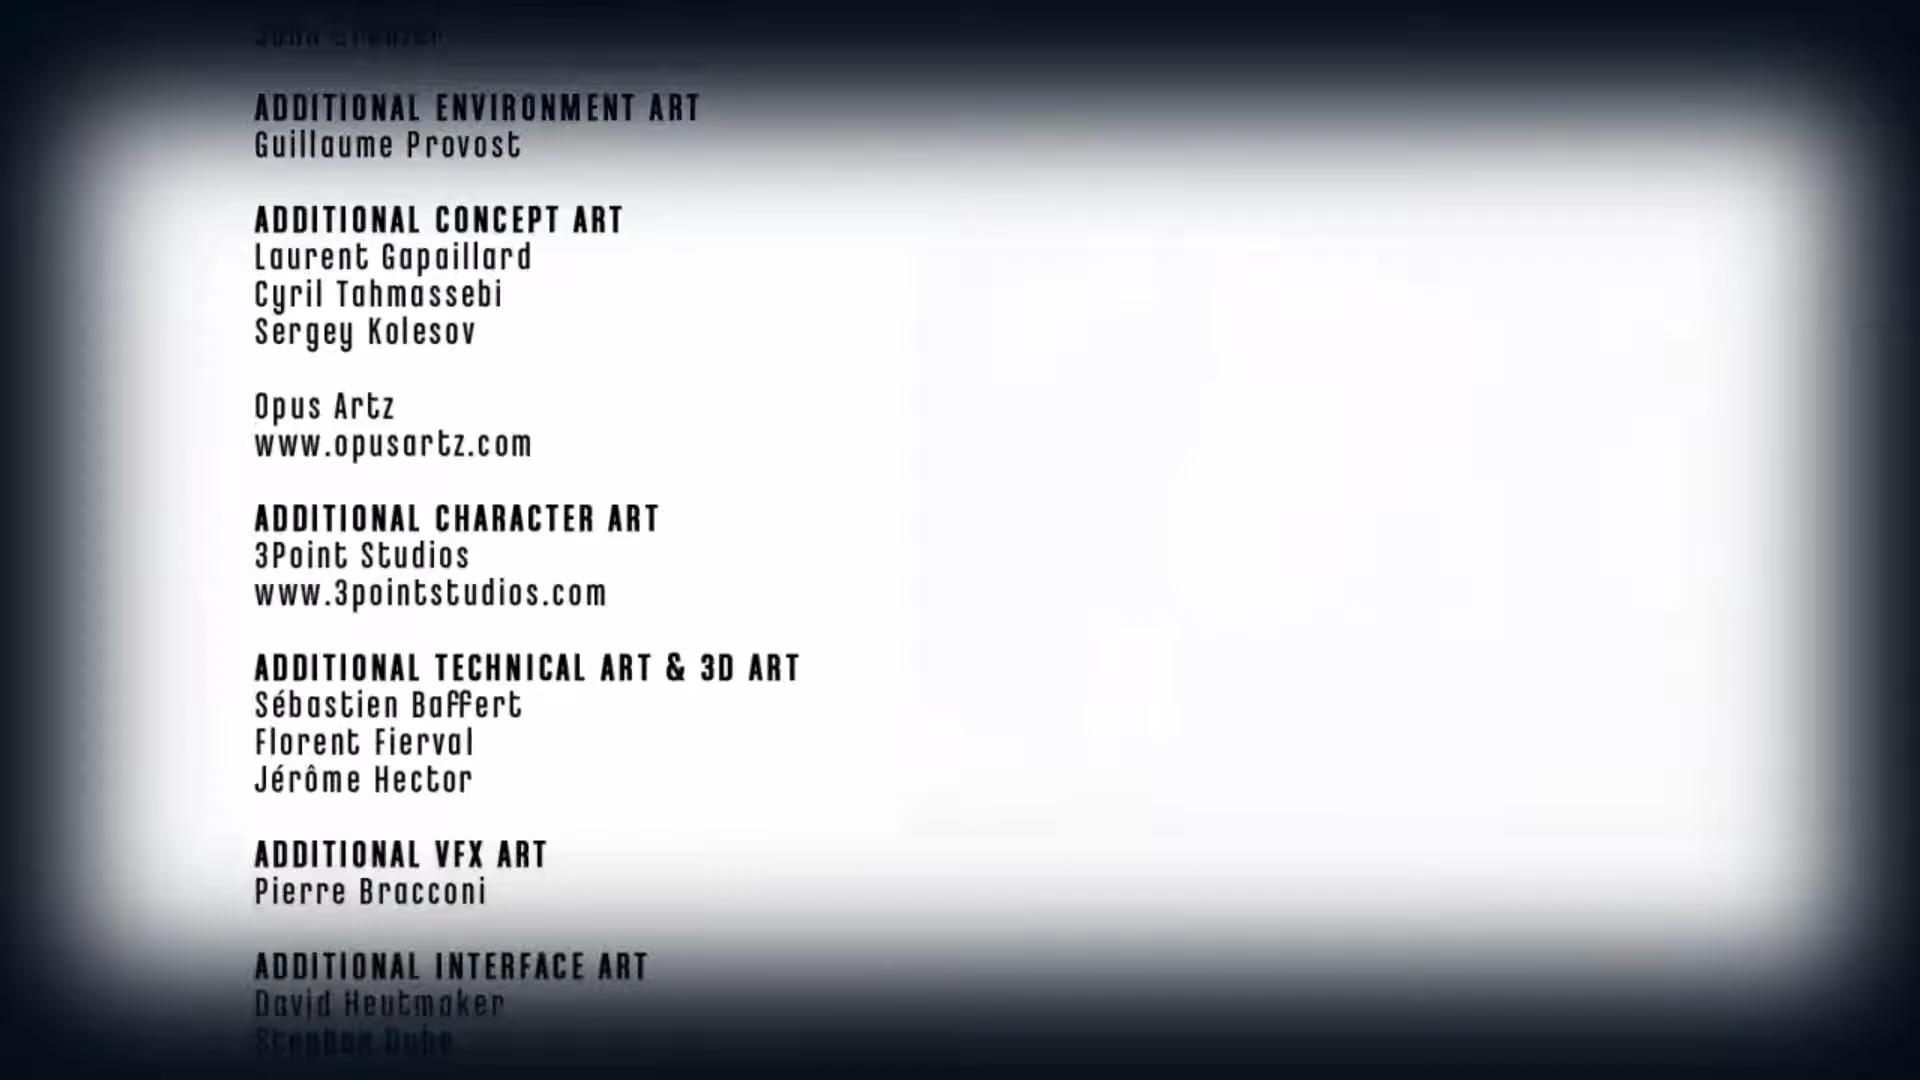 ADDITIONAL ENVIRONMENT ART
Guillaume Provost
ADDITIONAL CONCEPT ART
Laurent Gapaillard
Cyril Tahmassebi
Sergey Kolesov
Opus Artz
www.opusartz.com
ADDITIONAL CHARACTER ART
3Point Studios
www.3pointstudios.com
ADDITIONAL TECHNICAL ART & 3D ART
Sébastien Baffert
Florent Fierval
Jérôme Hector
ADDITIONAL VFX ART
Pierre Bracconi
ADDITIONAL INTERFACE ART
David Heutmaker